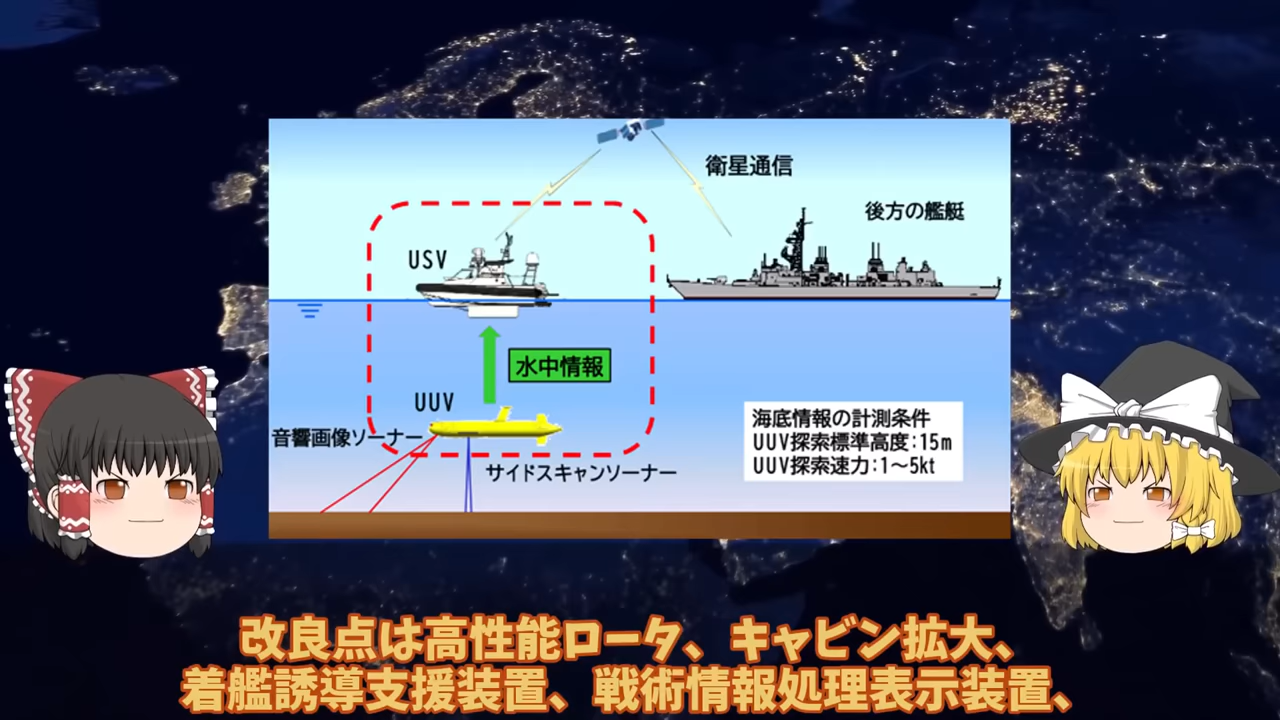 衛星通信
後方の艦艇
USV
水中情報
UUV
音響画像ソーナー
サイドスキャンソーナー
海底情報の計測条件
UUV探索標準高度:15m
UUV探索速力:1～5kt
改良点は高性能ロータ、キャビン拡大、
着艦誘導支援装置、戦術情報処理表示装置、